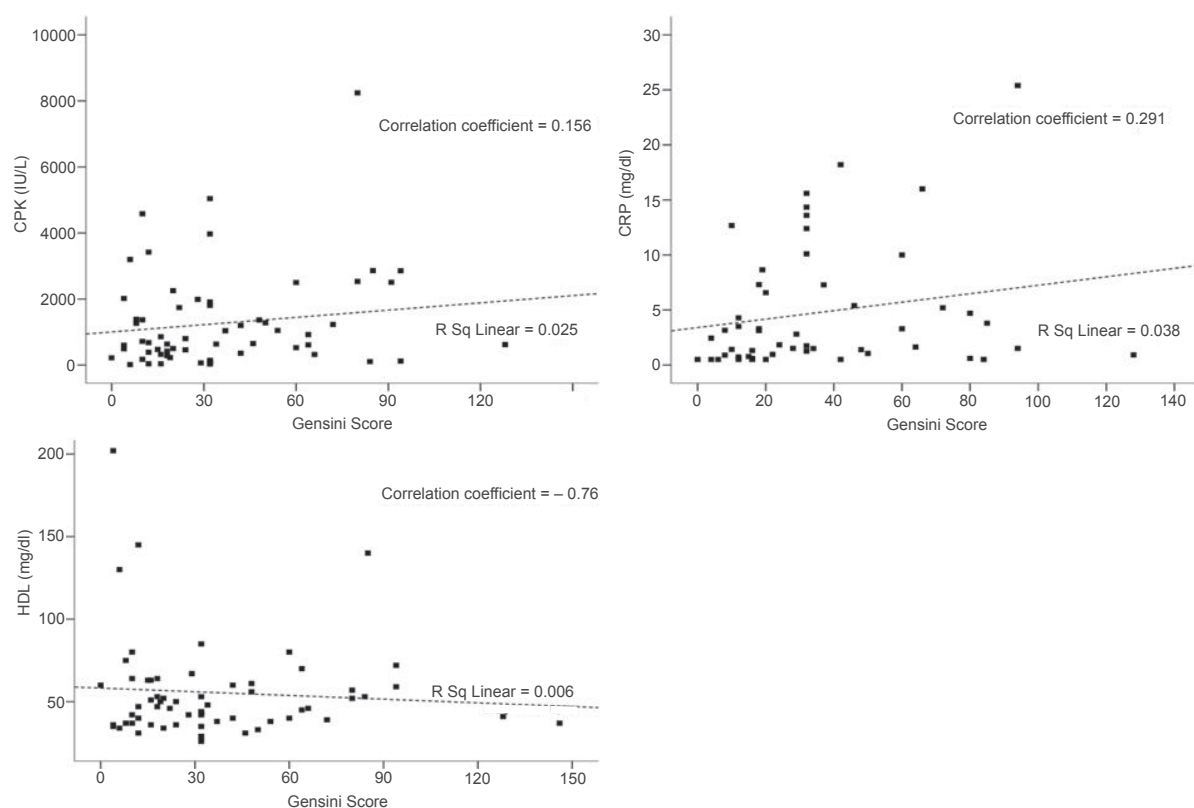 10000
8000
6000
4000
2000
0
CPK (IU/L)
Correlation coefficient = 0.156
R Sq Linear = 0.025
0 30 60 90 120
Gensini Score
30
25
20
15
10
5
0
CRP (mg/dl)
Correlation coefficient = 0.291
R Sq Linear = 0.038
0 20 40 60 80 100 120 140
Gensini Score
200
150
100
50
HDL (mg/dl)
Correlation coefficient = – 0.76
R Sq Linear = 0.006
0 30 60 90 120 150
Gensini Score